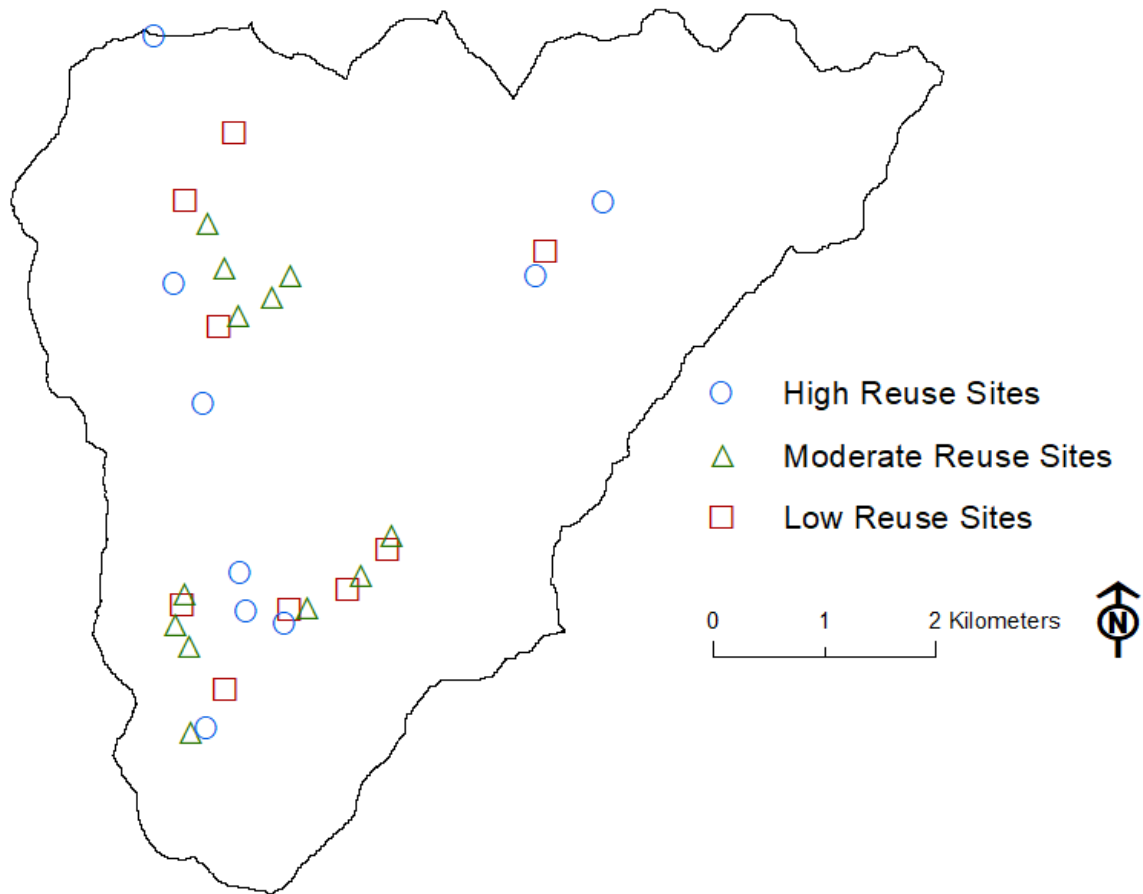 High Reuse Sites
Moderate Reuse Sites
Low Reuse Sites
0 1 2 Kilometers
N